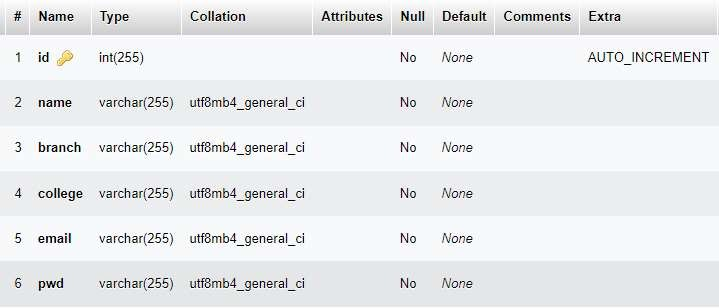 # Name Type Collation Attributes Null Default Comments Extra
1 id int(255) No None AUTO_INCREMENT
2 name varchar(255) utf8mb4_general_ci No None
3 branch varchar(255) utf8mb4_general_ci No None
4 college varchar(255) utf8mb4_general_ci No None
5 email varchar(255) utf8mb4_general_ci No None
6 pwd varchar(255) utf8mb4_general_ci No None